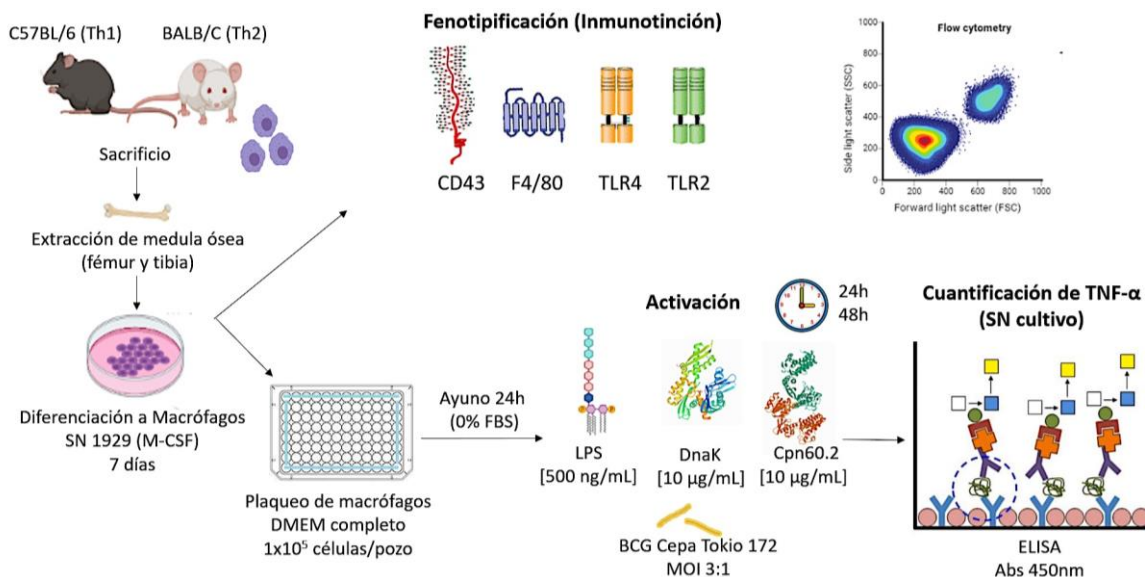 C57BL/6 (Th1)
BALB/C (Th2)
Sacrificio
Extracción de medula ósea
(fémur y tibia)
Diferenciación a Macrófagos
SN 1929 (M-CSF)
7 días
Fenotipificación (Inmunotinción)
CD43
F4/80
TLR4
TLR2
Flow cytometry
Side light scatter (SSC)
1000
800
600
400
200
0
0
200
400
600
800
1000
Forward light scatter (FSC)
Plaqueo de macrófagos
DMEM completo
1x10⁵ células/pozo
Ayuno 24h
(0% FBS)
Activación
24h
48h
LPS
[500 ng/mL]
DnaK
[10 µg/mL]
Cpn60.2
[10 µg/mL]
BCG Cepa Tokio 172
MOI 3:1
Cuantificación de TNF-α
(SN cultivo)
ELISA
Abs 450nm